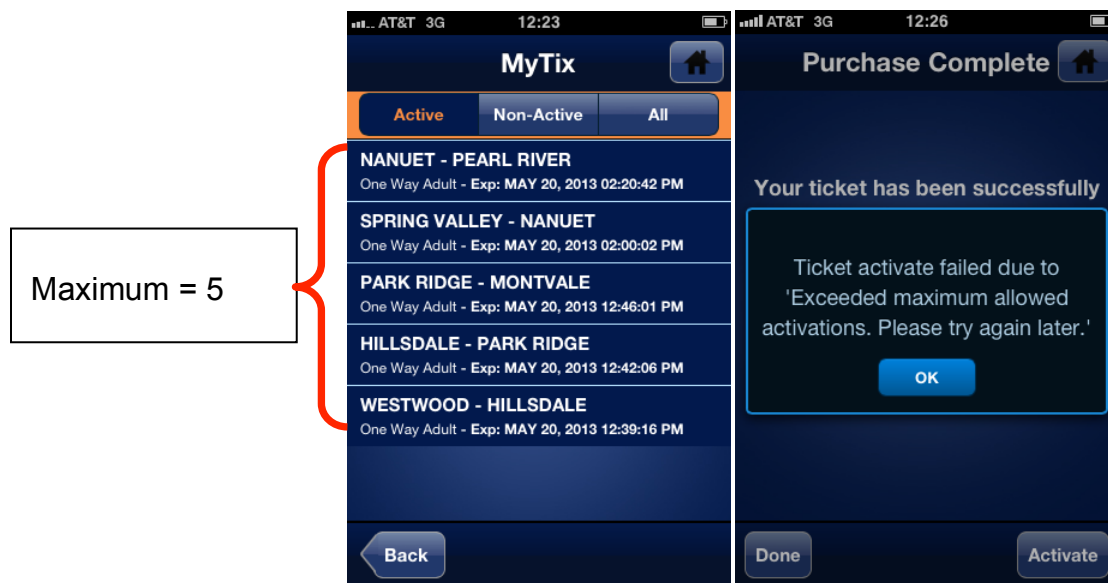 Maximum = 5
AT&T 3G 12:23
MyTix
Active Non-Active All
NANUET - PEARL RIVER
One Way Adult - Exp: MAY 20, 2013 02:20:42 PM
SPRING VALLEY - NANUET
One Way Adult - Exp: MAY 20, 2013 02:00:02 PM
PARK RIDGE - MONTVALE
One Way Adult - Exp: MAY 20, 2013 12:46:01 PM
HILLSDALE - PARK RIDGE
One Way Adult - Exp: MAY 20, 2013 12:42:06 PM
WESTWOOD - HILLSDALE
One Way Adult - Exp: MAY 20, 2013 12:39:16 PM
Back
AT&T 3G 12:26
Purchase Complete
Your ticket has been successfully
Ticket activate failed due to
'Exceeded maximum allowed
activations. Please try again later.'
OK
Done Activate